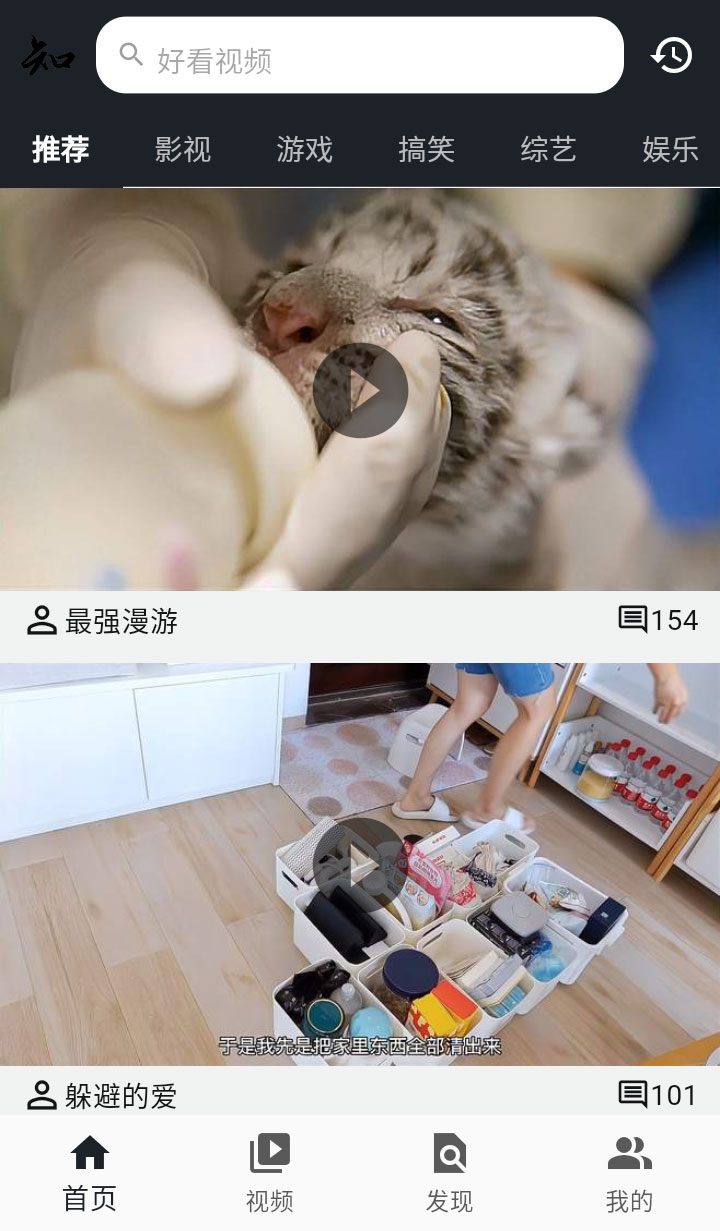 知
好看视频
推荐 影视 游戏 搞笑 综艺 娱乐
最强漫游 154
于是我先是把家里东西全部清出来
躲避的爱 101
首页 视频 发现 我的